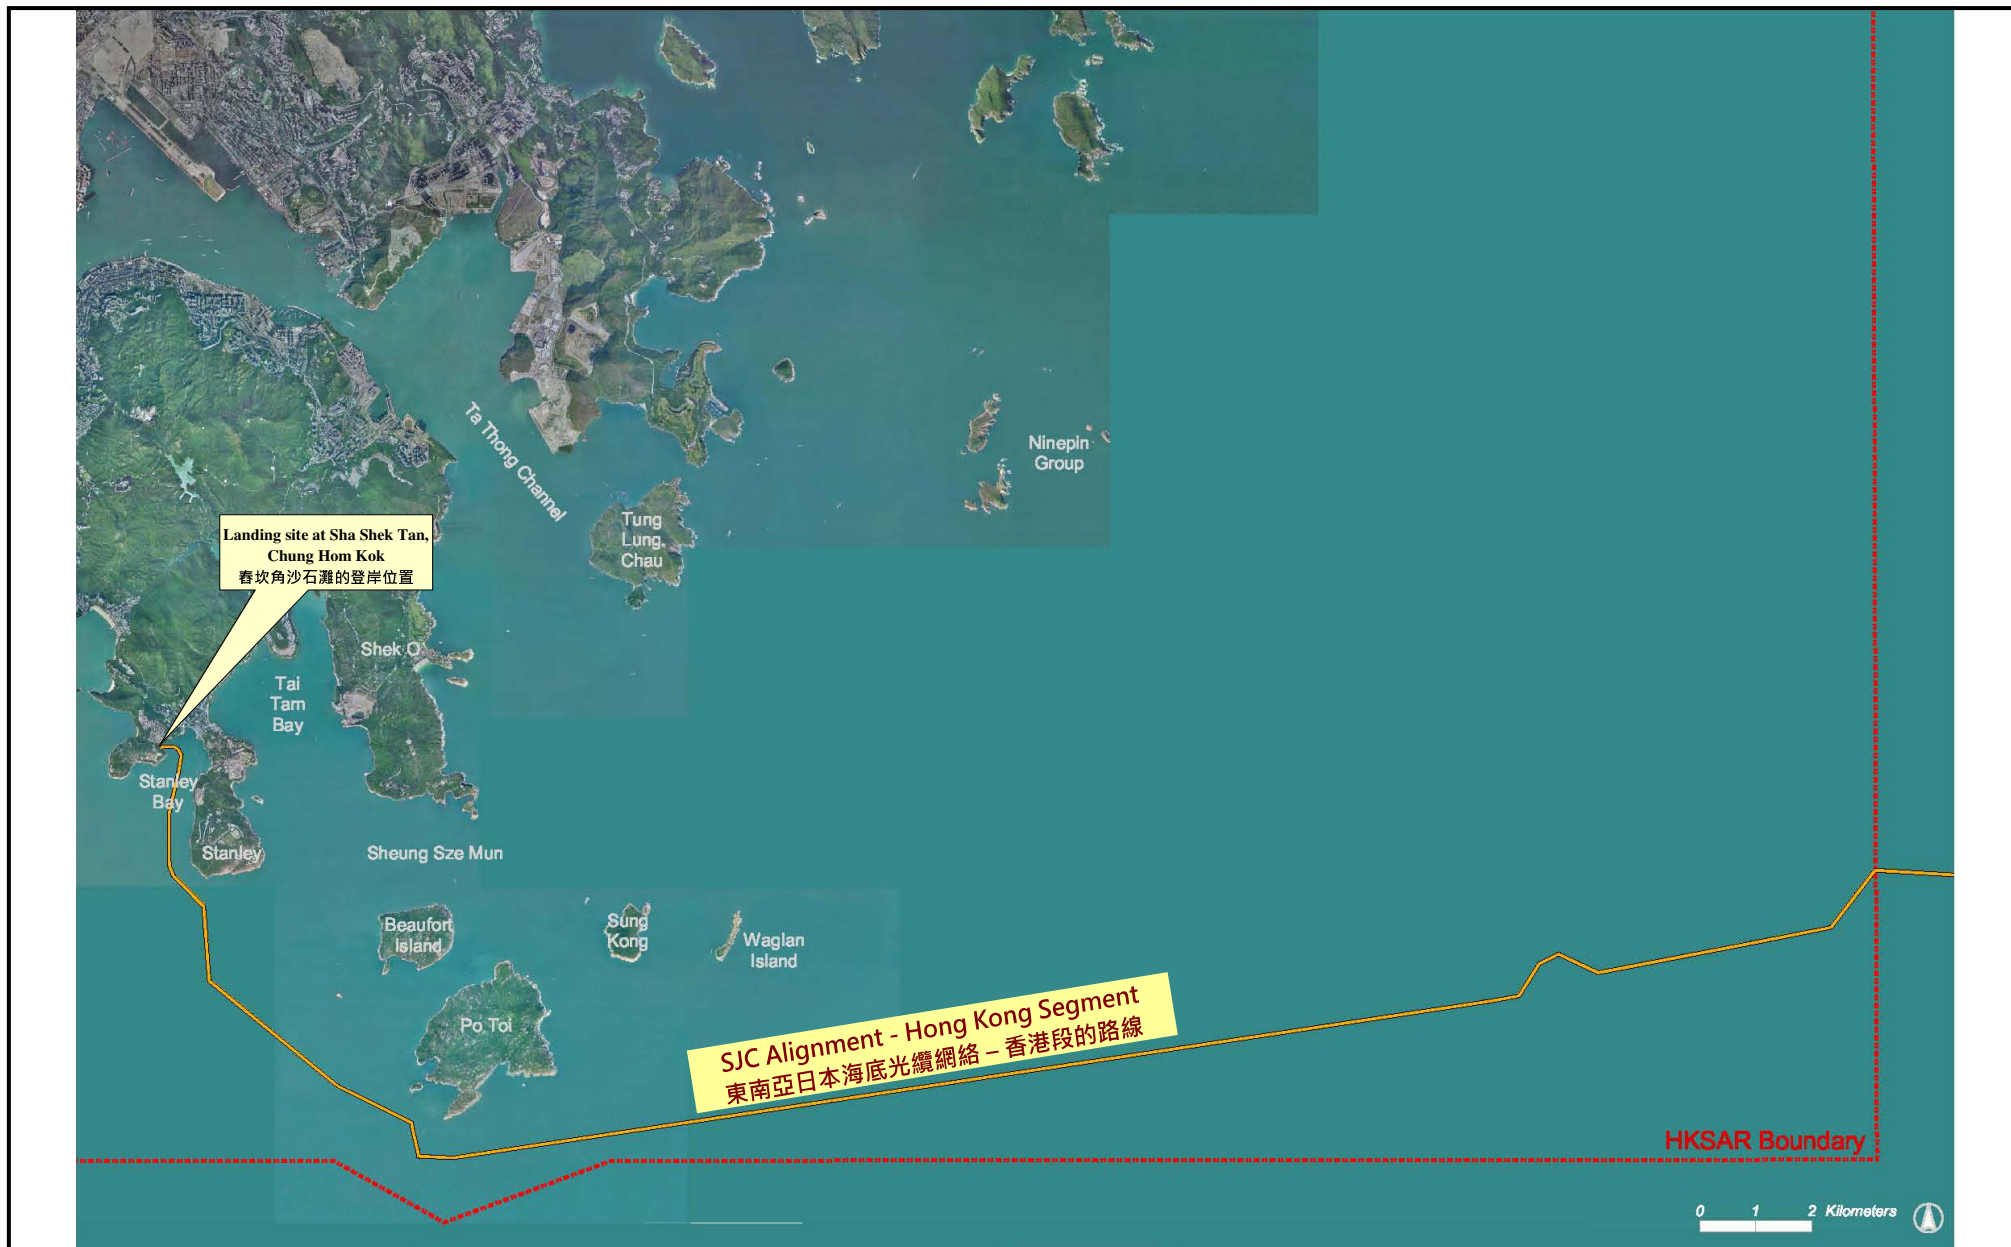 Ta Thong Channel
Ninepin
Group
Tung
Lung
Chau
Landing site at Sha Shek Tan,
Chung Hom Kok
舂坎角沙石灘的登岸位置
Shek O
Tai
Tam
Bay
Stanley
Bay
Stanley
Sheung Sze Mun
Beaufort
Island
Sung
Kong
Waglan
Island
Po Toi
SJC Alignment - Hong Kong Segment
東南亞日本海底光纜網絡 – 香港段的路線
HKSAR Boundary
0 1 2 Kilometers